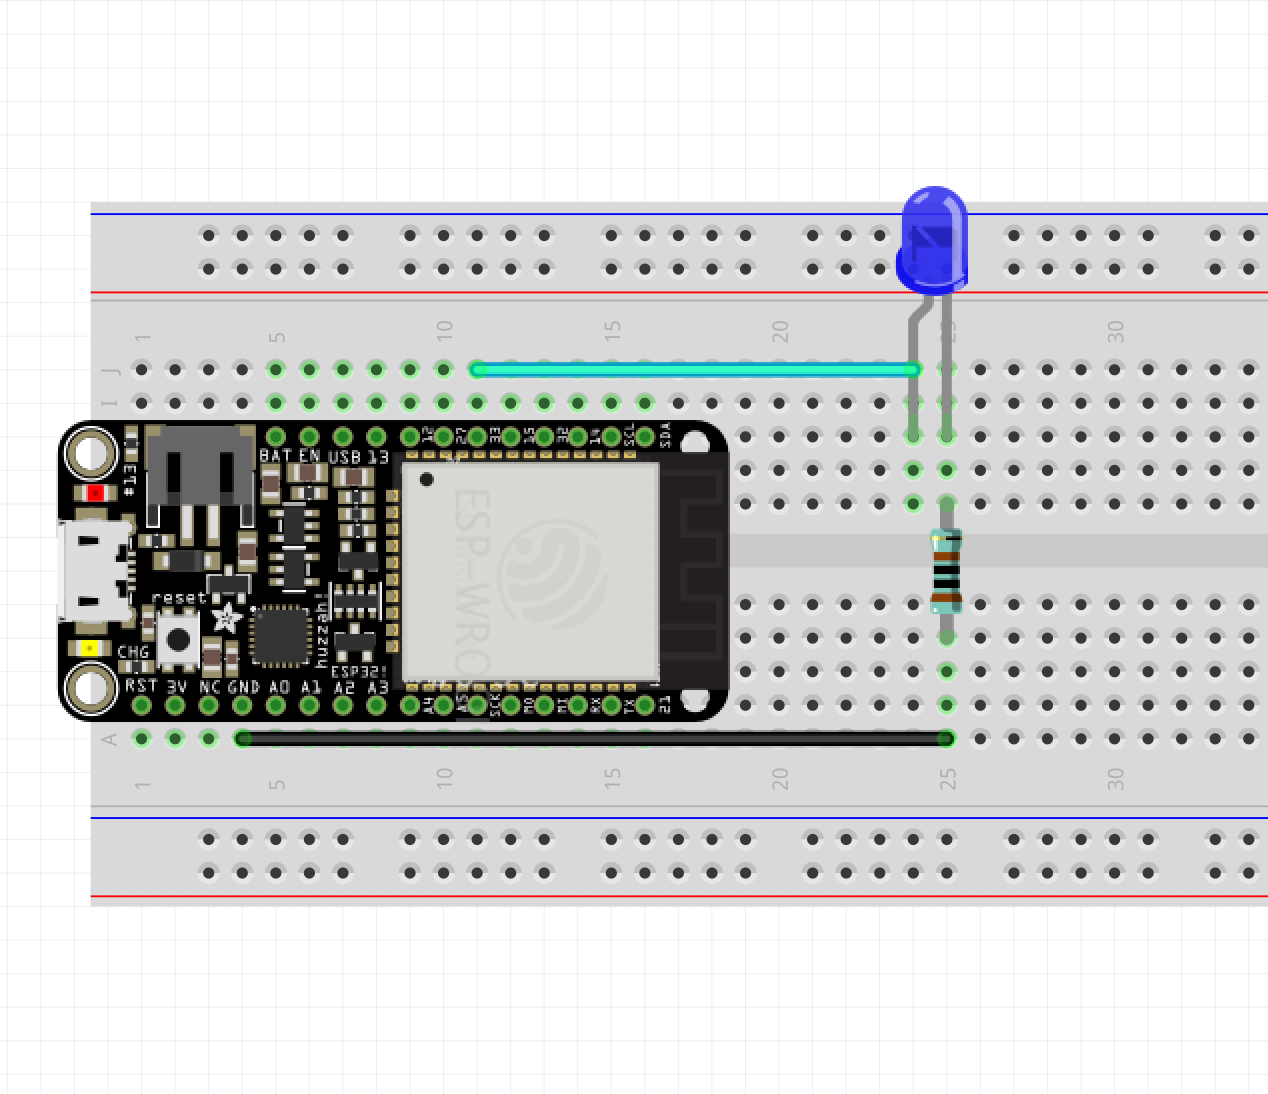 1 5 10 15 20 25 30
J
I
12 27 33 15 32 14 SCL SDA
BAT EN USB 13
#13
ESP-WRO
reset
huzzah!
CHG
ESP32
RST 3V NC GND A0 A1 A2 A3
A4 A5 SCK MO MI RX TX 21
A
1 5 10 15 20 25 30